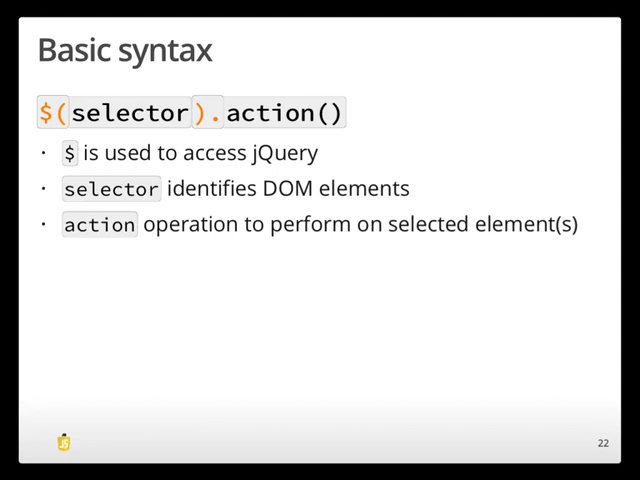 Basic syntax
$(selector).action()
· $ is used to access jQuery
· selector identifies DOM elements
· action operation to perform on selected element(s)
JS
22